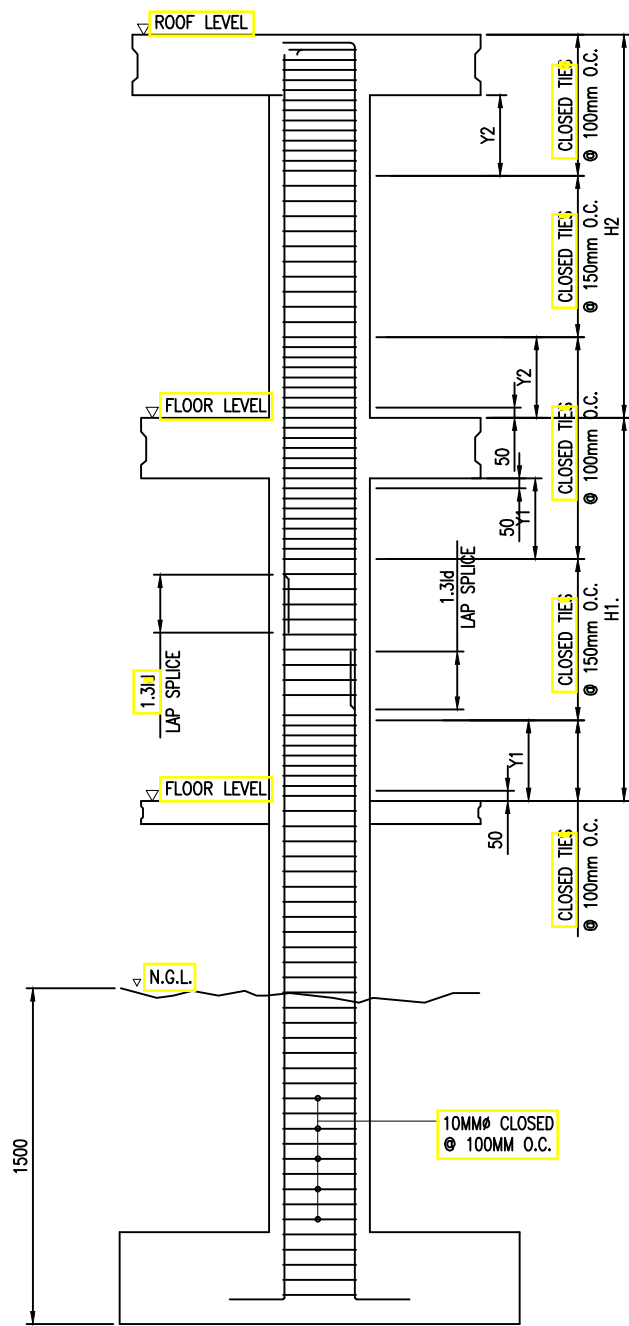 ROOF LEVEL
CLOSED TIES
@ 100mm O.C.
Y2
H2
CLOSED TIES
@ 150mm O.C.
Y2
FLOOR LEVEL
50
CLOSED TIES
@ 100mm O.C.
50
Y1
1.3ld
LAP SPLICE
1.3ld
LAP SPLICE
CLOSED TIES
@ 150mm O.C.
H1.
Y1
FLOOR LEVEL
50
CLOSED TIES
@ 100mm O.C.
N.G.L.
10MMØ CLOSED
@ 100MM O.C.
1500